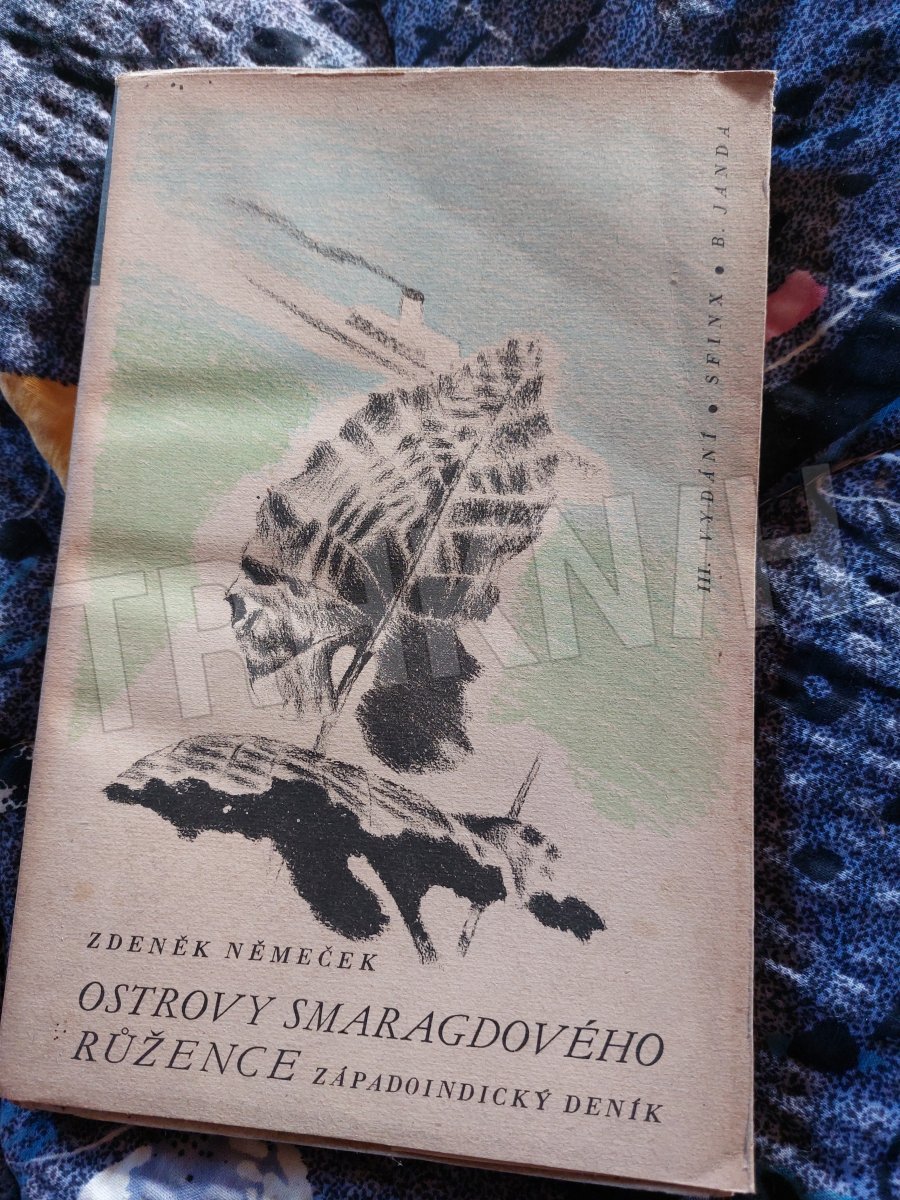 III. VYDÁNÍ • SFINX • B. JANDA
ZDENĚK NĚMEČEK
OSTROVY SMARAGDOVÉHO
RŮŽENCE ZÁPADOINDICKÝ DENÍK